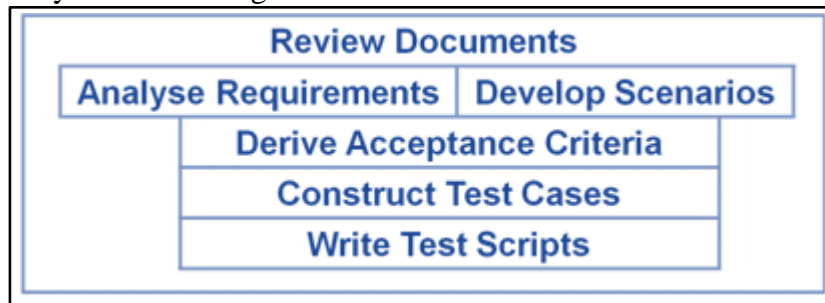 Review Documents
Analyse Requirements Develop Scenarios
Derive Acceptance Criteria
Construct Test Cases
Write Test Scripts